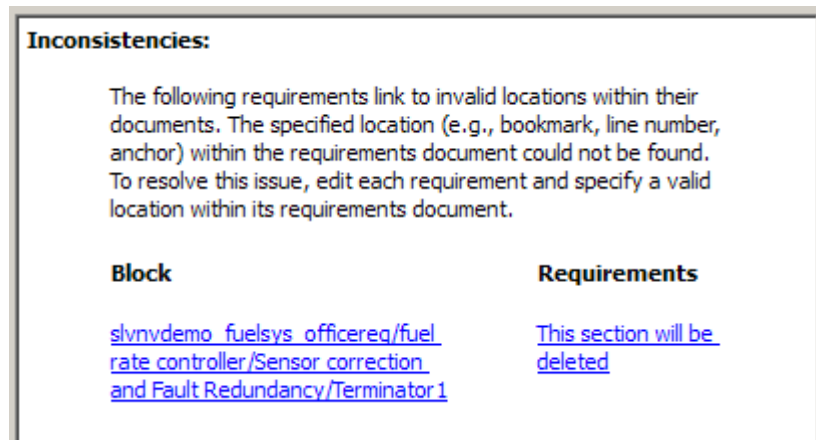 Inconsistencies:
The following requirements link to invalid locations within their
documents. The specified location (e.g., bookmark, line number,
anchor) within the requirements document could not be found.
To resolve this issue, edit each requirement and specify a valid
location within its requirements document.
Block Requirements
slvnvdemo_fuelsys_officereq/fuel This section will be
rate controller/Sensor correction deleted
and Fault Redundancy/Terminator1